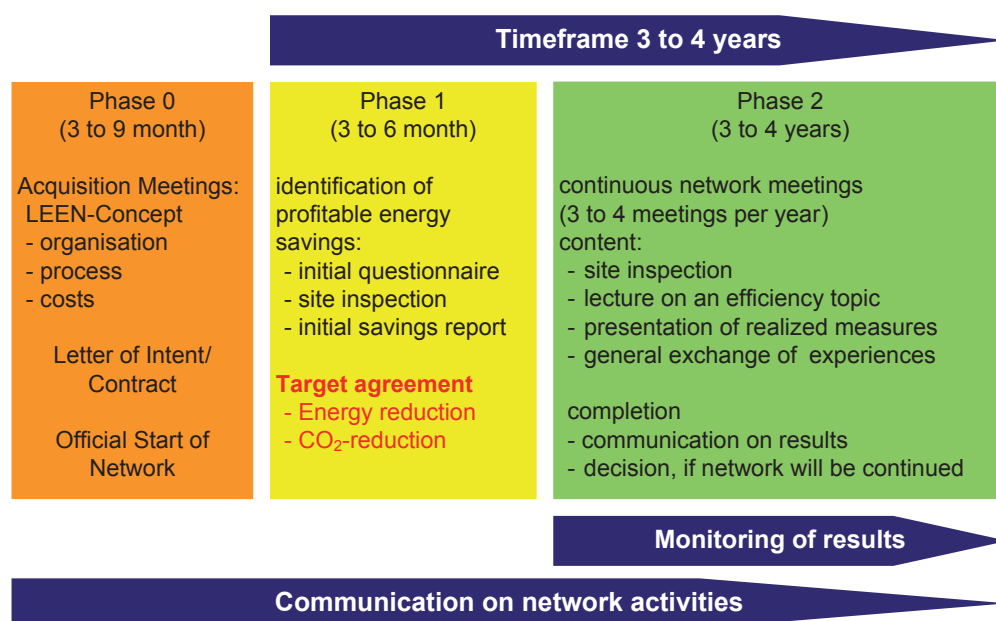 Timeframe 3 to 4 years
Phase 0
(3 to 9 month)
Acquisition Meetings:
LEEN-Concept
- organisation
- process
- costs
Letter of Intent/
Contract
Official Start of
Network
Phase 1
(3 to 6 month)
identification of
profitable energy
savings:
- initial questionnaire
- site inspection
- initial savings report
Target agreement
- Energy reduction
- CO₂-reduction
Phase 2
(3 to 4 years)
continuous network meetings
(3 to 4 meetings per year)
content:
- site inspection
- lecture on an efficiency topic
- presentation of realized measures
- general exchange of experiences
completion
- communication on results
- decision, if network will be continued
Monitoring of results
Communication on network activities